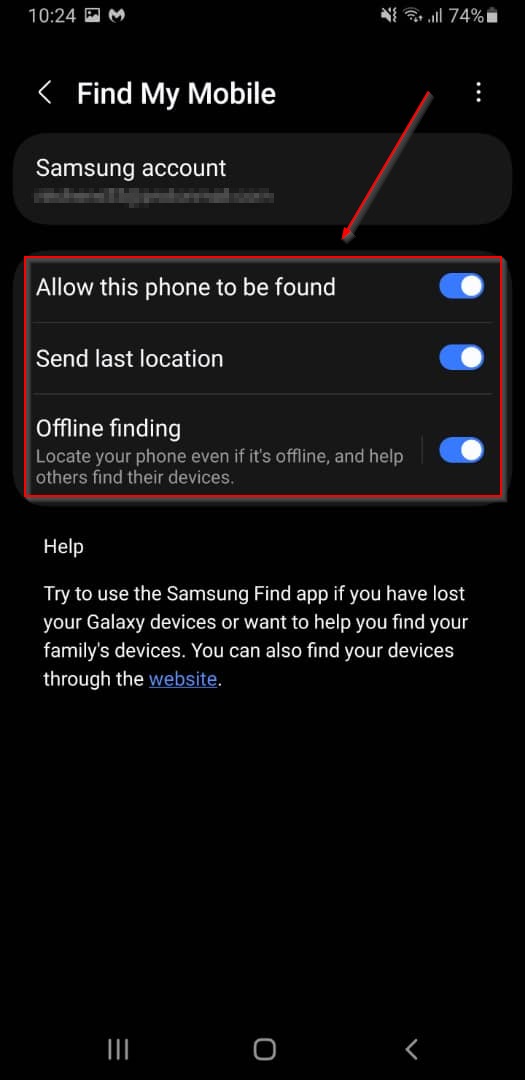 10:24 74%
Find My Mobile
Samsung account
Allow this phone to be found
Send last location
Offline finding
Locate your phone even if it's offline, and help
others find their devices.
Help
Try to use the Samsung Find app if you have lost
your Galaxy devices or want to help you find your
family's devices. You can also find your devices
through the website.